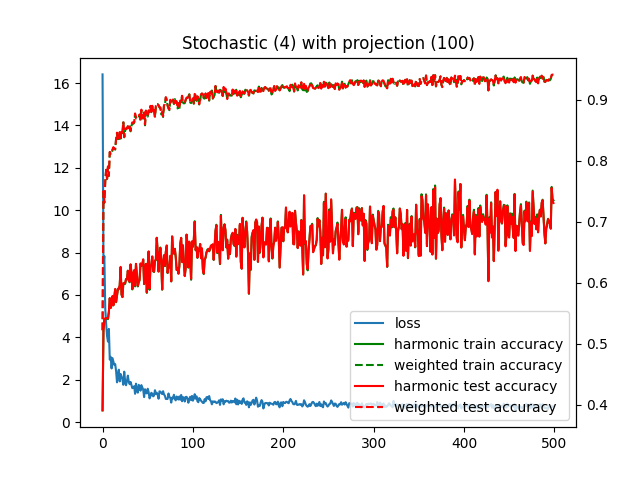 Stochastic (4) with projection (100)
16
14
12
10
8
6
4
2
0
0.9
0.8
0.7
0.6
0.5
0.4
loss
harmonic train accuracy
weighted train accuracy
harmonic test accuracy
weighted test accuracy
0 100 200 300 400 500